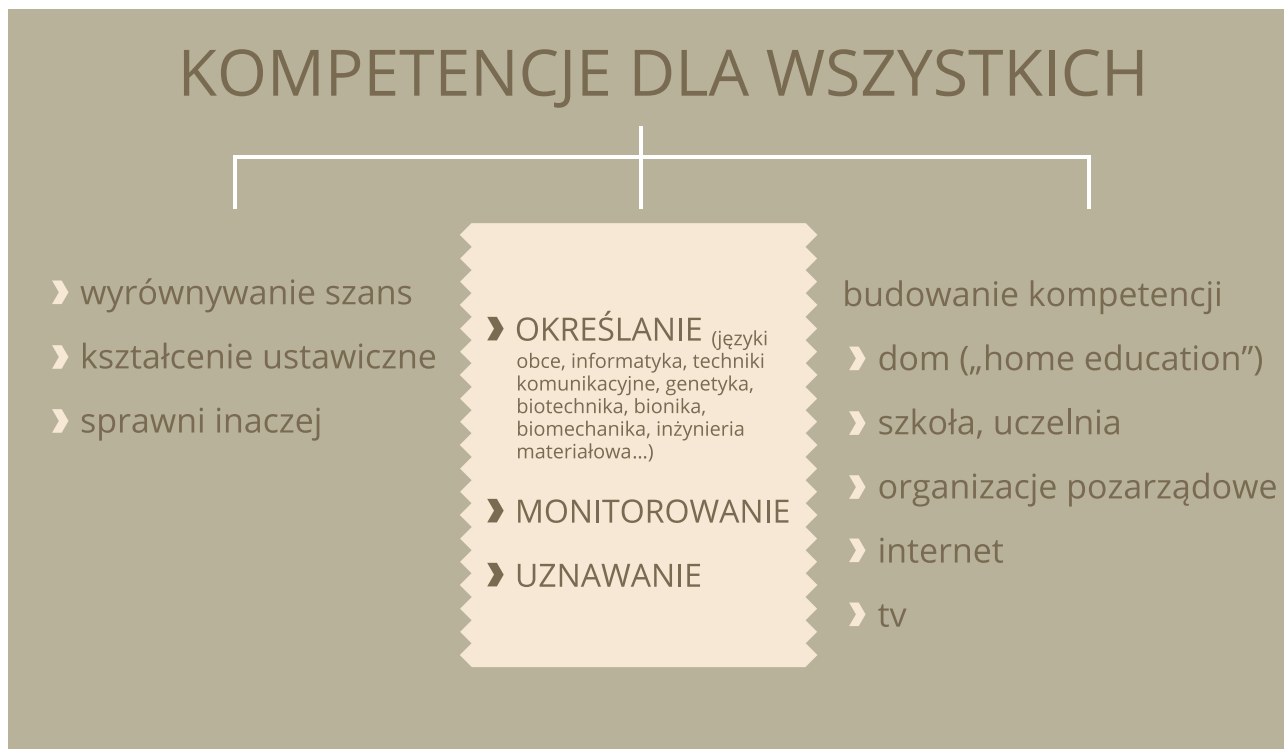 KOMPETENCJE DLA WSZYSTKICH
wyrównywanie szans
kształcenie ustawiczne
sprawni inaczej
OKREŚLANIE (języki
obce, informatyka, techniki
komunikacyjne, genetyka,
biotechnika, bionika,
biomechanika, inżynieria
materiałowa...)
MONITOROWANIE
UZNAWANIE
budowanie kompetencji
dom („home education”)
szkoła, uczelnia
organizacje pozarządowe
internet
tv